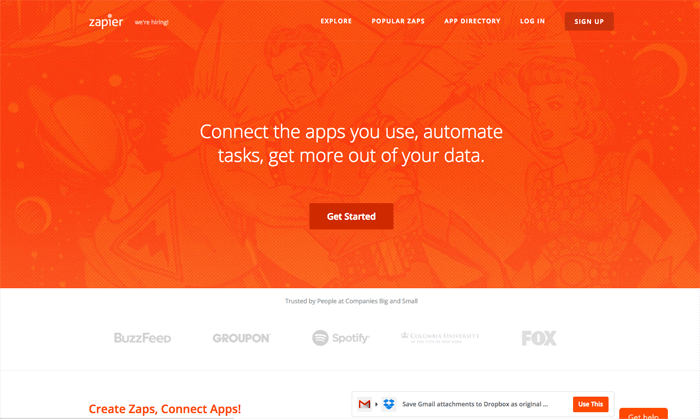 zapier
we're hiring!
EXPLORE
POPULAR ZAPS
APP DIRECTORY
LOG IN
SIGN UP
Connect the apps you use, automate
tasks, get more out of your data.
Get Started
Trusted by People at Companies Big and Small
BuzzFeed
GROUPON
Spotify
COLUMBIA UNIVERSITY
IN THE CITY OF NEW YORK
FOX
Create Zaps, Connect Apps!
Save Gmail attachments to Dropbox as original ...
Use This
Get help